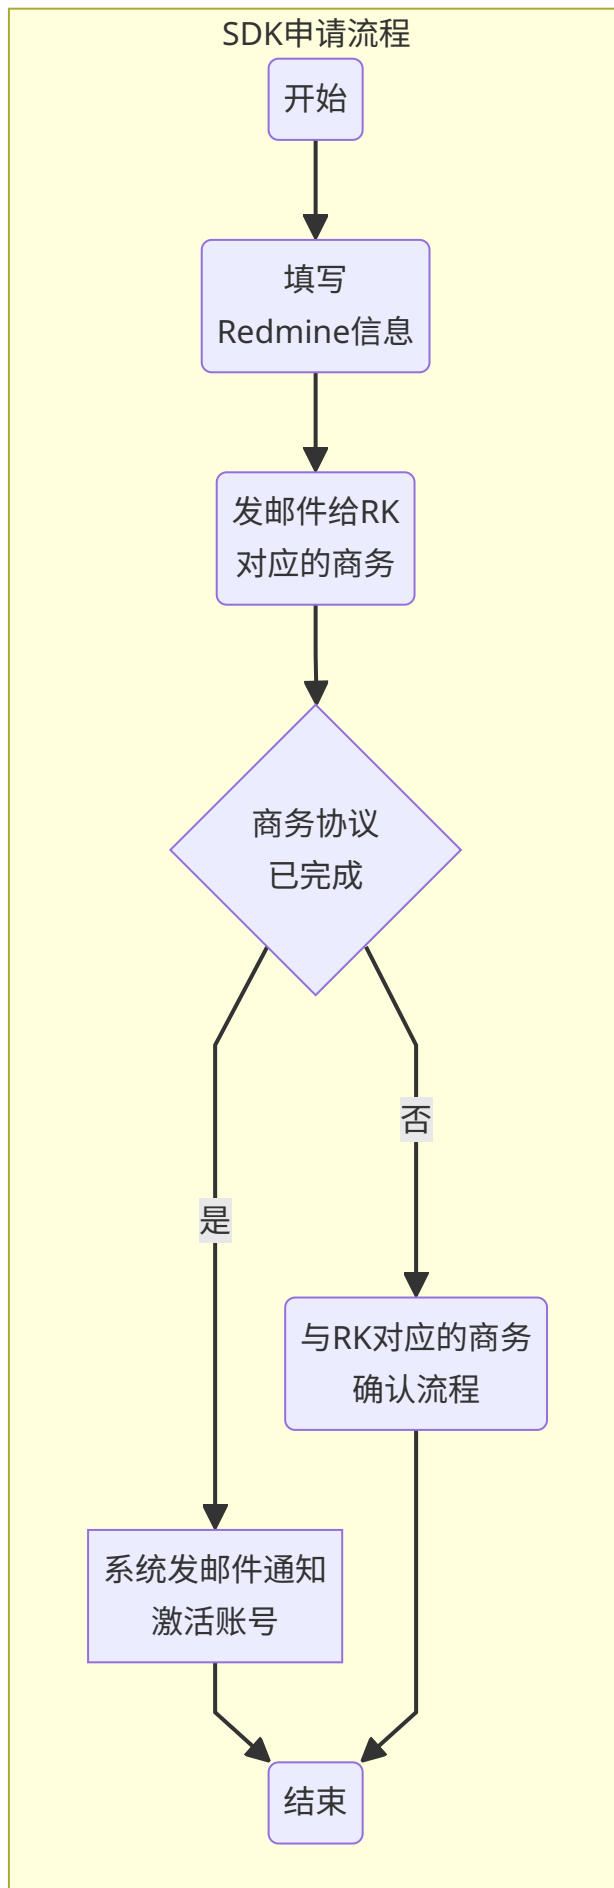 SDK申请流程
开始
填写
Redmine信息
发邮件给RK
对应的商务
商务协议
已完成
否
是
与RK对应的商务
确认流程
系统发邮件通知
激活账号
结束